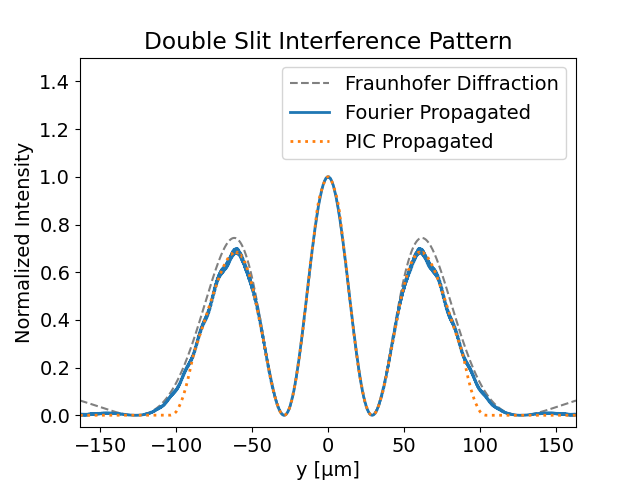 Double Slit Interference Pattern
Fraunhofer Diffraction
Fourier Propagated
PIC Propagated
Normalized Intensity
1.4
1.2
1.0
0.8
0.6
0.4
0.2
0.0
−150
−100
−50
0
50
100
150
y [μm]